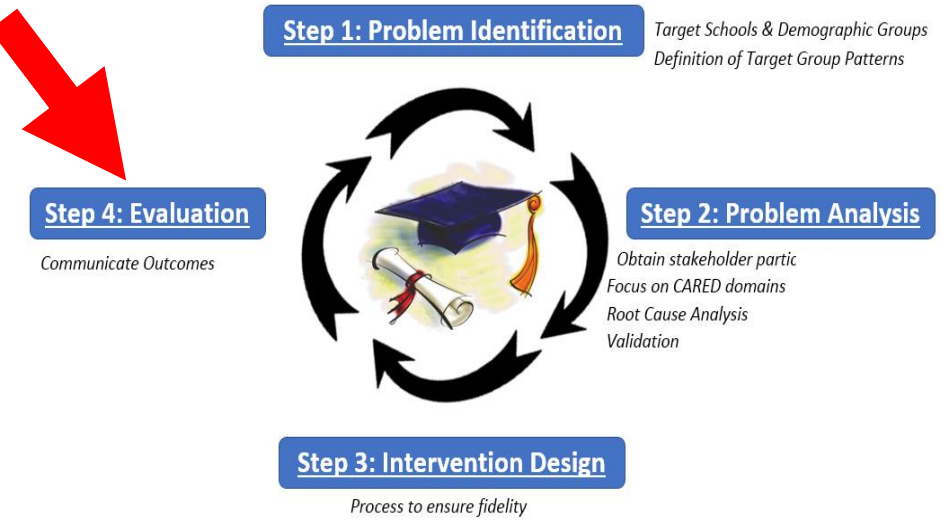 Step 1: Problem Identification
Target Schools & Demographic Groups
Definition of Target Group Patterns
Step 2: Problem Analysis
Obtain stakeholder partic
Focus on CARED domains
Root Cause Analysis
Validation
Step 3: Intervention Design
Process to ensure fidelity
Step 4: Evaluation
Communicate Outcomes